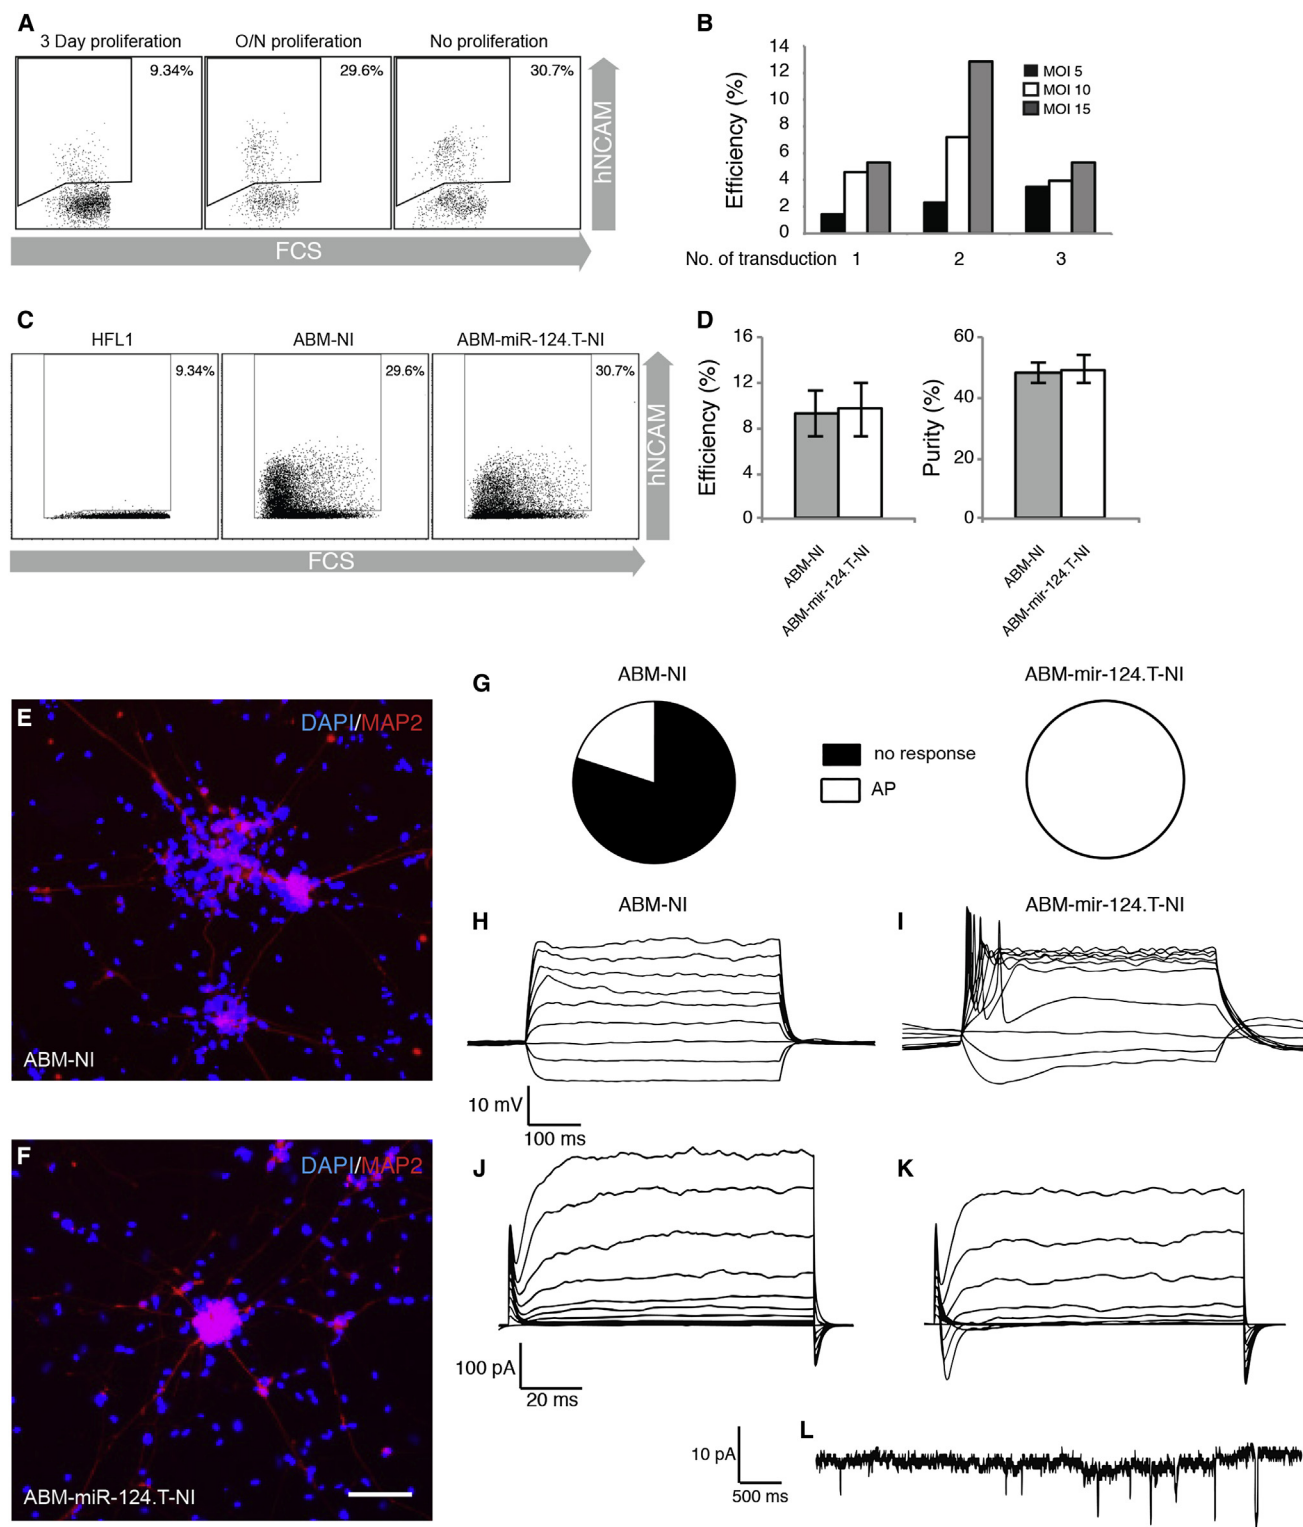 A
3 Day proliferation
O/N proliferation
No proliferation
9.34%
29.6%
30.7%
hNCAM
FCS
B
14
12
10
8
6
4
2
0
Efficiency (%)
MOI 5
MOI 10
MOI 15
No. of transduction 1 2 3
C
HFL1
ABM-NI
ABM-miR-124.T-NI
9.34%
29.6%
30.7%
hNCAM
FCS
D
16
12
8
4
0
Efficiency (%)
ABM-NI
ABM-mir-124.T-NI
60
40
20
0
Purity (%)
ABM-NI
ABM-mir-124.T-NI
E
DAPI/MAP2
ABM-NI
F
DAPI/MAP2
ABM-miR-124.T-NI
G
ABM-NI
no response
AP
ABM-mir-124.T-NI
H
ABM-NI
10 mV
100 ms
I
ABM-mir-124.T-NI
J
100 pA
20 ms
K
L
10 pA
500 ms